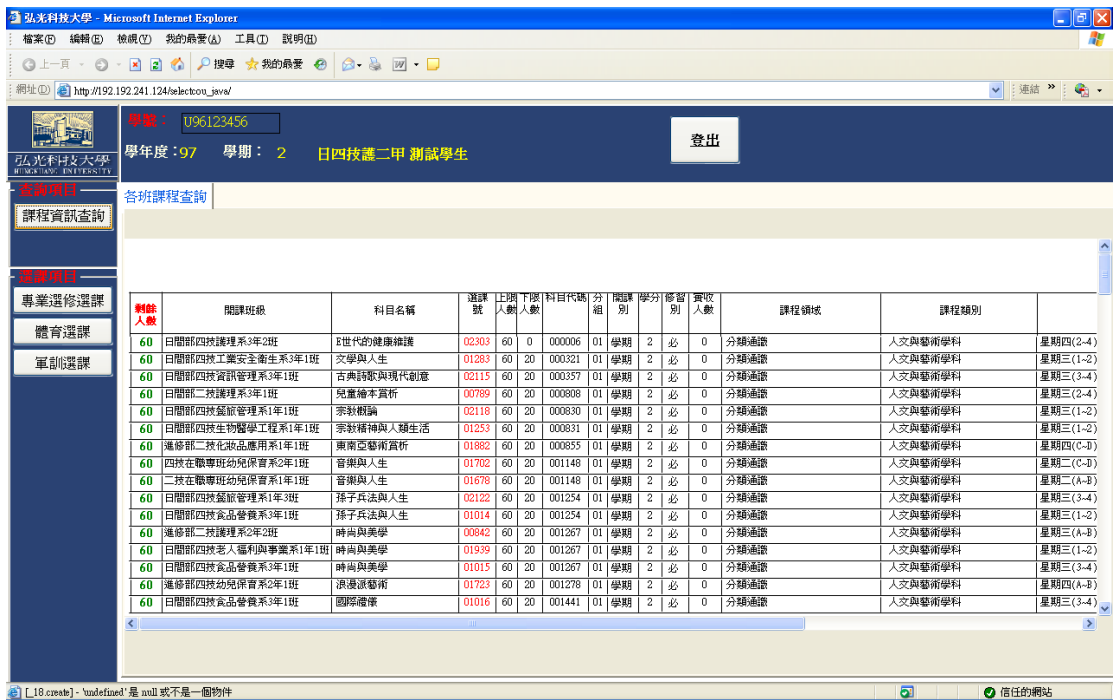 弘光科技大學 - Microsoft Internet Explorer
檔案(F) 編輯(E) 檢視(V) 我的最愛(A) 工具(T) 說明(H)
上一頁 搜尋 我的最愛
網址(D) http://192.192.241.124/selectcou_java/ 連結 »
弘光科技大學
HUNGKUANG UNIVERSITY
學號： U96123456
學年度：97 學期： 2 日四技護二甲 測試學生
登出
查詢項目
課程資訊查詢
選課項目
專業選修選課
體育選課
軍訓選課
各班課程查詢
剩餘人數 開課班級 科目名稱 選課號 上限人數 下限人數 科目代碼 分組 開課別 學分 修習別 實收人數 課程領域 課程類別
60 日間部四技護理系3年2班 E世代的健康維護 02303 60 0 000006 01 學期 2 必 0 分類通識 人文與藝術學科 星期四(2~4)
60 日間部四技工業安全衛生系3年1班 文學與人生 01283 60 20 000321 01 學期 2 必 0 分類通識 人文與藝術學科 星期三(1~2)
60 日間部四技資訊管理系3年1班 古典詩歌與現代創意 02115 60 20 000357 01 學期 2 必 0 分類通識 人文與藝術學科 星期三(3~4)
60 日間部二技護理系3年1班 兒童繪本賞析 00789 60 20 000808 01 學期 2 必 0 分類通識 人文與藝術學科 星期三(2~4)
60 日間部四技餐旅管理系1年1班 宗教概論 02118 60 20 000830 01 學期 2 必 0 分類通識 人文與藝術學科 星期三(1~2)
60 日間部四技生物醫學工程系1年1班 宗教精神與人類生活 01253 60 20 000831 01 學期 2 必 0 分類通識 人文與藝術學科 星期三(1~2)
60 進修部二技化妝品應用系1年1班 東南亞藝術賞析 01882 60 20 000855 01 學期 2 必 0 分類通識 人文與藝術學科 星期四(C~D)
60 四技在職專班幼兒保育系2年1班 音樂與人生 01702 60 20 001148 01 學期 2 必 0 分類通識 人文與藝術學科 星期二(C~D)
60 二技在職專班幼兒保育系1年1班 音樂與人生 01678 60 20 001148 01 學期 2 必 0 分類通識 人文與藝術學科 星期二(A~B)
60 日間部四技餐旅管理系1年3班 孫子兵法與人生 02122 60 20 001254 01 學期 2 必 0 分類通識 人文與藝術學科 星期三(3~4)
60 日間部四技食品營養系3年1班 孫子兵法與人生 01014 60 20 001254 01 學期 2 必 0 分類通識 人文與藝術學科 星期三(1~2)
60 進修部二技護理系2年2班 時尚與美學 00842 60 20 001267 01 學期 2 必 0 分類通識 人文與藝術學科 星期三(A~B)
60 日間部四技老人福利與事業系1年1班 時尚與美學 01939 60 20 001267 01 學期 2 必 0 分類通識 人文與藝術學科 星期三(1~2)
60 日間部四技食品營養系3年1班 時尚與美學 01015 60 20 001267 01 學期 2 必 0 分類通識 人文與藝術學科 星期三(3~4)
60 進修部四技幼兒保育系2年1班 浪漫派藝術 01723 60 20 001278 01 學期 2 必 0 分類通識 人文與藝術學科 星期四(A~B)
60 日間部四技食品營養系3年1班 國際禮儀 01016 60 20 001441 01 學期 2 必 0 分類通識 人文與藝術學科 星期三(3~4)
[_18.create] - 'undefined' 是 null 或不是一個物件 信任的網站